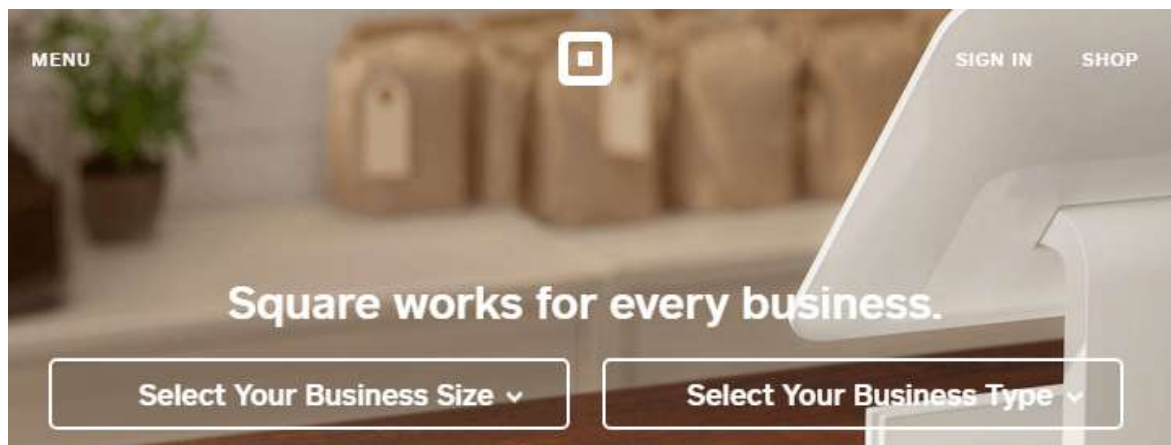 MENU
SIGN IN SHOP
Square works for every business.
Select Your Business Size
Select Your Business Type